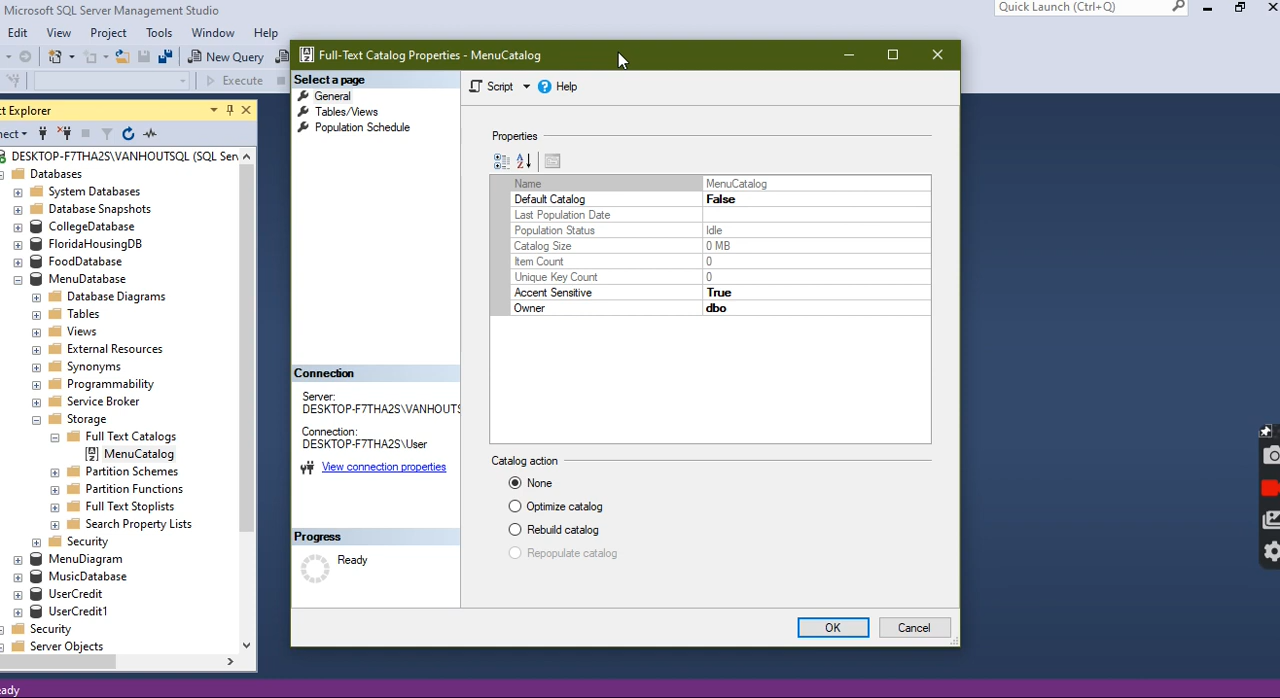 Microsoft SQL Server Management Studio
Quick Launch (Ctrl+Q)
Edit View Project Tools Window Help
New Query
Execute
Full-Text Catalog Properties - MenuCatalog
Select a page
General
Tables/Views
Population Schedule
Script Help
Properties
Name MenuCatalog
Default Catalog False
Last Population Date
Population Status Idle
Catalog Size 0 MB
Item Count 0
Unique Key Count 0
Accent Sensitive True
Owner dbo
Connection
Server:
DESKTOP-F7THA2S\VANHOUTS
Connection:
DESKTOP-F7THA2S\User
View connection properties
Progress
Ready
Catalog action
None
Optimize catalog
Rebuild catalog
Repopulate catalog
OK Cancel
ct Explorer
nect
DESKTOP-F7THA2S\VANHOUTSQL (SQL Ser
Databases
System Databases
Database Snapshots
CollegeDatabase
FloridaHousingDB
FoodDatabase
MenuDatabase
Database Diagrams
Tables
Views
External Resources
Synonyms
Programmability
Service Broker
Storage
Full Text Catalogs
MenuCatalog
Partition Schemes
Partition Functions
Full Text Stoplists
Search Property Lists
Security
MenuDiagram
MusicDatabase
UserCredit
UserCredit1
Security
Server Objects
eady